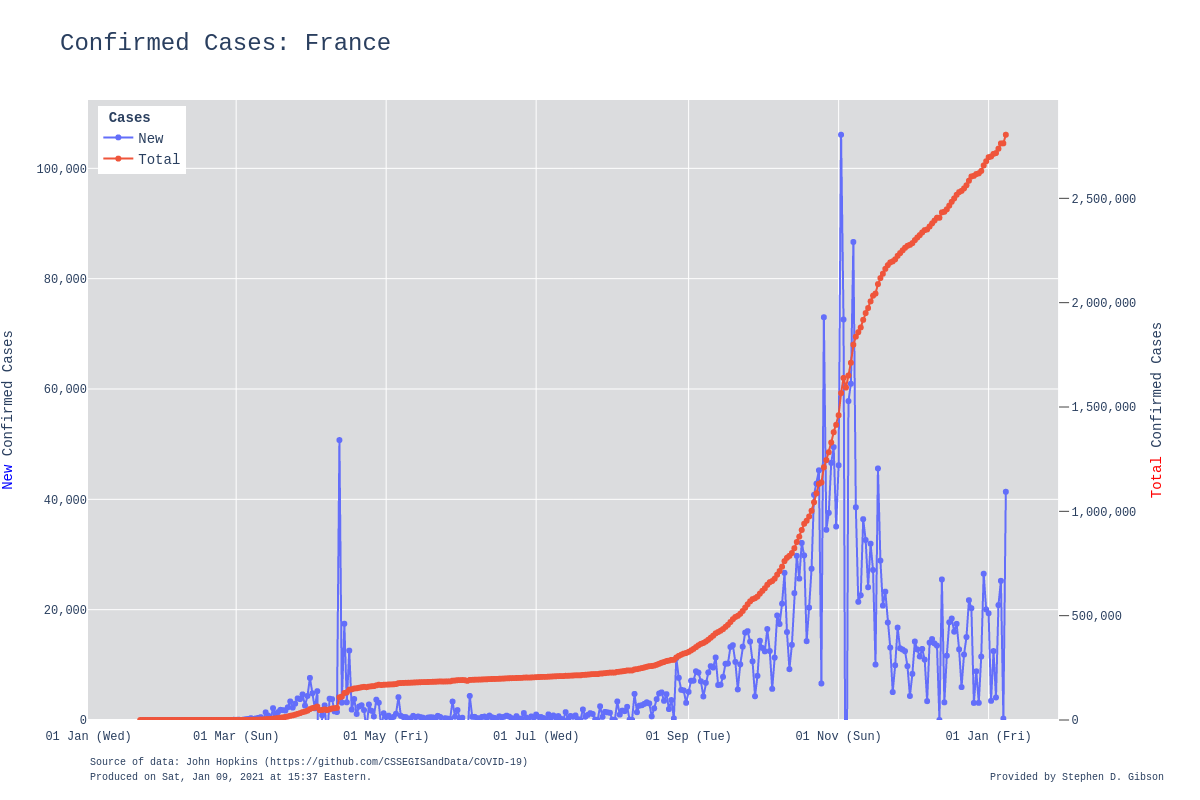 Confirmed Cases: France
Cases
New
Total
100,000
80,000
60,000
40,000
20,000
0
2,500,000
2,000,000
1,500,000
1,000,000
500,000
0
New Confirmed Cases
Total Confirmed Cases
01 Jan (Wed) 01 Mar (Sun) 01 May (Fri) 01 Jul (Wed) 01 Sep (Tue) 01 Nov (Sun) 01 Jan (Fri)
Source of data: John Hopkins (https://github.com/CSSEGISandData/COVID-19)
Produced on Sat, Jan 09, 2021 at 15:37 Eastern.
Provided by Stephen D. Gibson